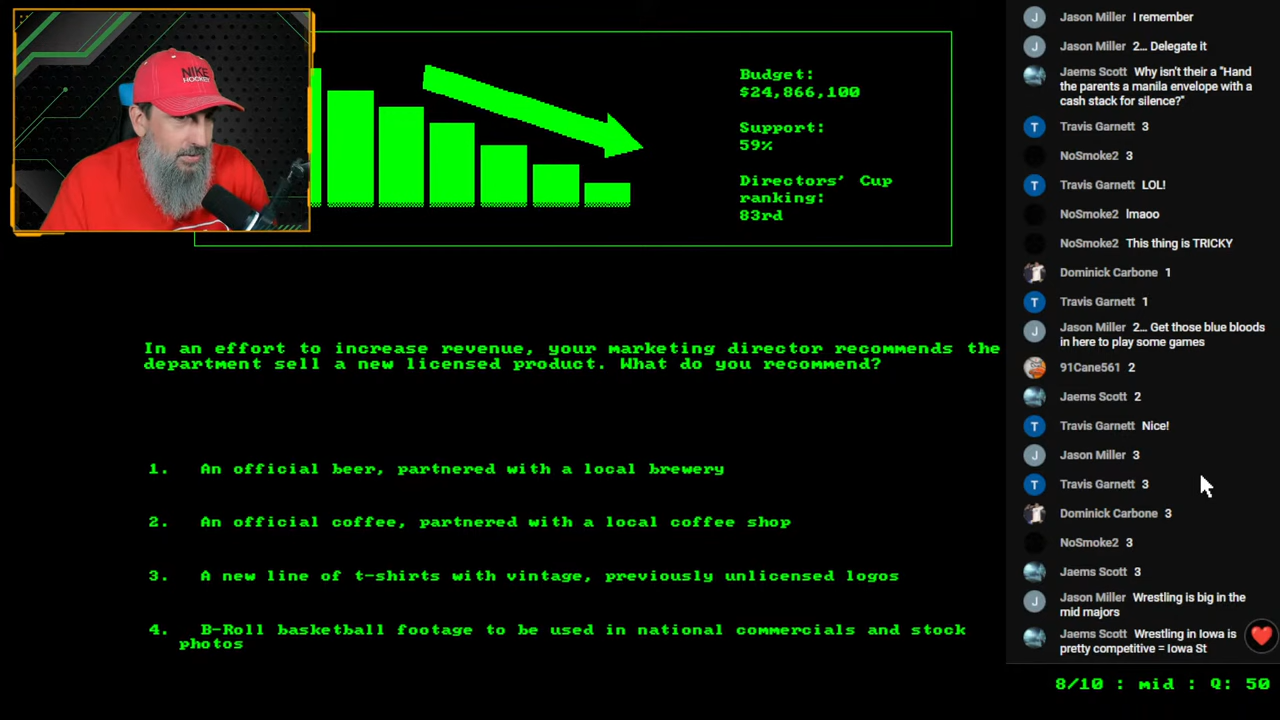 NIKE
HOCKEY
Budget:
$24,866,100
Support:
59%
Directors' Cup
ranking:
83rd
In an effort to increase revenue, your marketing director recommends the
department sell a new licensed product. What do you recommend?
1. An official beer, partnered with a local brewery
2. An official coffee, partnered with a local coffee shop
3. A new line of t-shirts with vintage, previously unlicensed logos
4. B-Roll basketball footage to be used in national commercials and stock
photos
J Jason Miller I remember
J Jason Miller 2... Delegate it
Jaems Scott Why isn't their a "Hand
the parents a manila envelope with a
cash stack for silence?"
T Travis Garnett 3
NoSmoke2 3
T Travis Garnett LOL!
NoSmoke2 lmaoo
NoSmoke2 This thing is TRICKY
Dominick Carbone 1
T Travis Garnett 1
J Jason Miller 2... Get those blue bloods
in here to play some games
91Cane561 2
Jaems Scott 2
T Travis Garnett Nice!
J Jason Miller 3
T Travis Garnett 3
Dominick Carbone 3
NoSmoke2 3
Jaems Scott 3
J Jason Miller Wrestling is big in the
mid majors
Jaems Scott Wrestling in Iowa is
pretty competitive = Iowa St
8/10 : mid : Q: 50